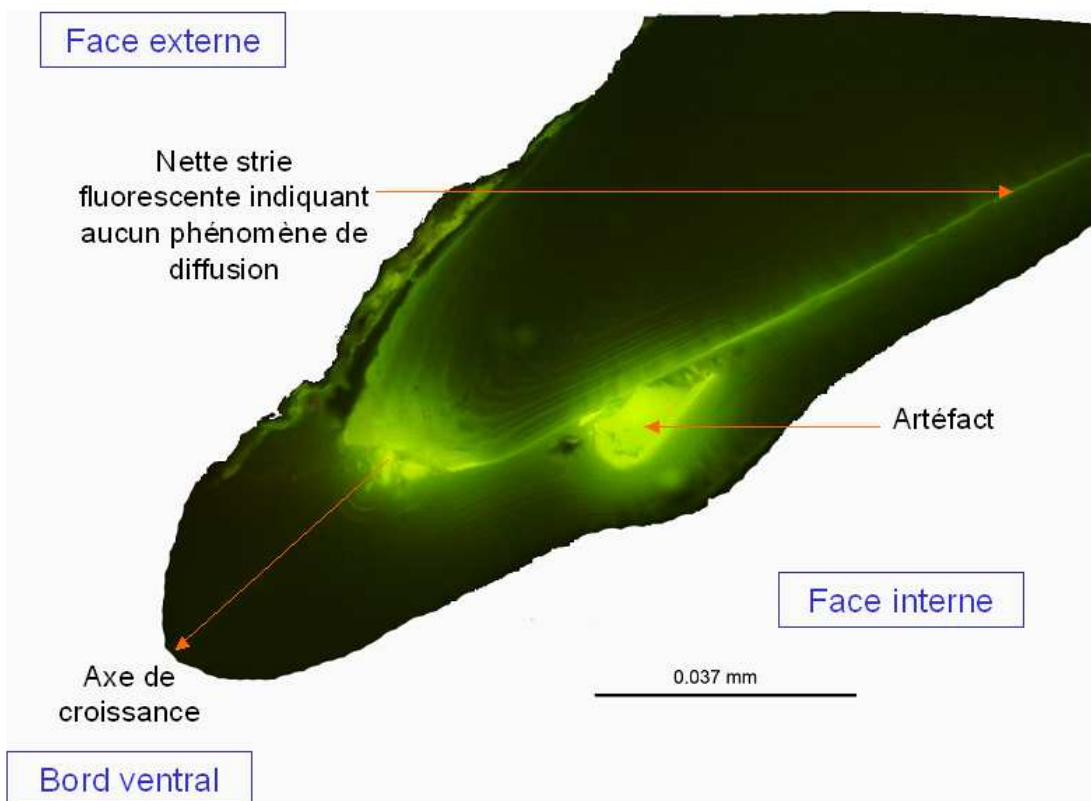 Face externe
Nette strie
fluorescente indiquant
aucun phénomène de
diffusion
Artéfact
Face interne
0.037 mm
Axe de
croissance
Bord ventral